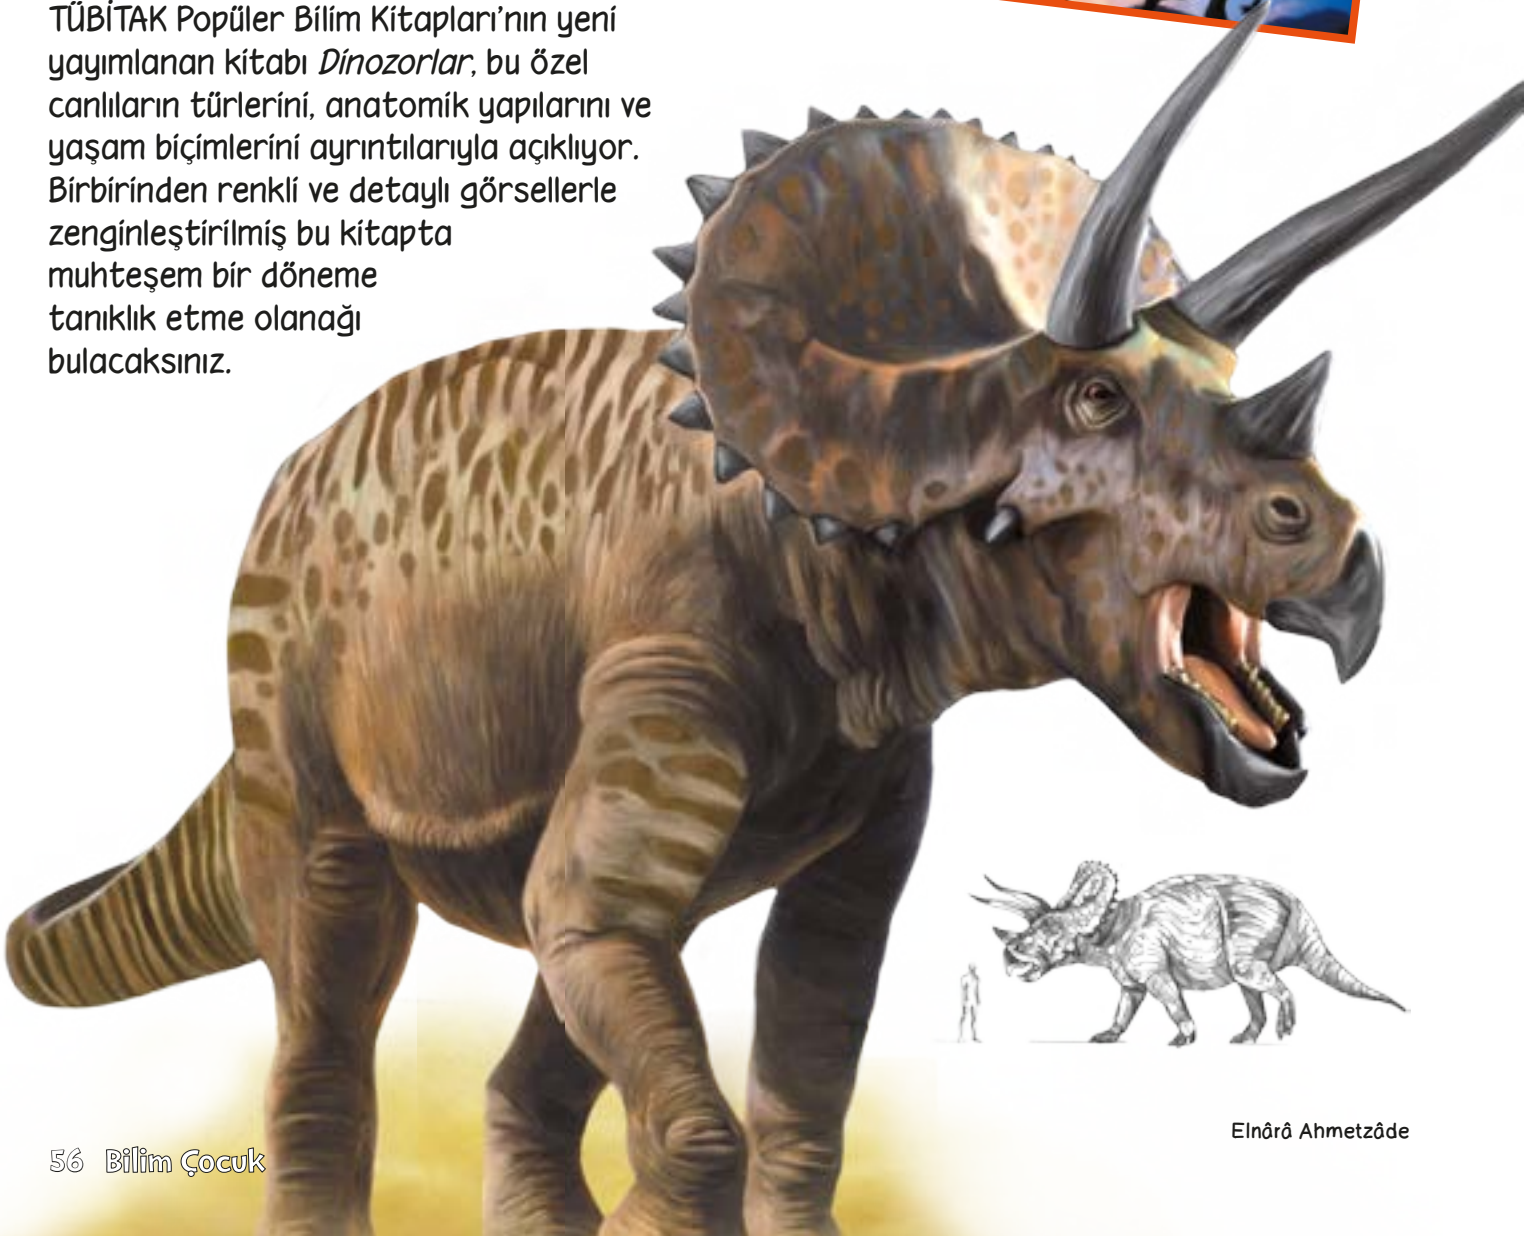 TÜBİTAK Popüler Bilim Kitapları'nın yeni
yayımlanan kitabı Dinozorlar, bu özel
canlıların türlerini, anatomik yapılarını ve
yaşam biçimlerini ayrıntılarıyla açıklıyor.
Birbirinden renkli ve detaylı görsellerle
zenginleştirilmiş bu kitapta
muhteşem bir döneme
tanıklık etme olanağı
bulacaksınız.
Elnârâ Ahmetzâde
56 Bilim Çocuk